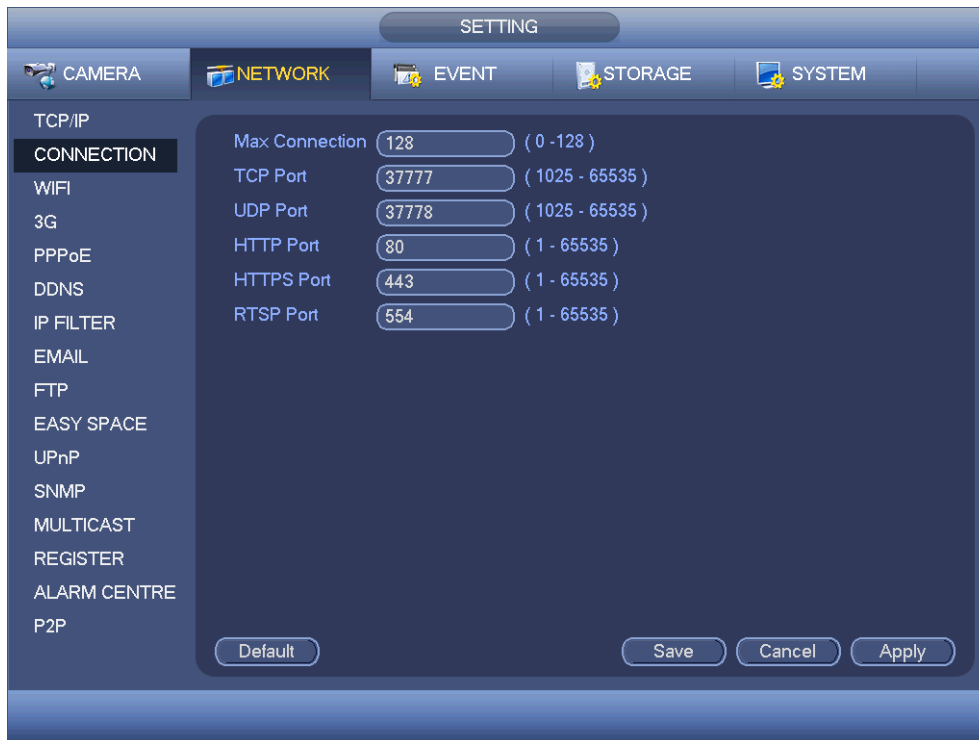 SETTING
CAMERA NETWORK EVENT STORAGE SYSTEM
TCP/IP
CONNECTION
WIFI
3G
PPPoE
DDNS
IP FILTER
EMAIL
FTP
EASY SPACE
UPnP
SNMP
MULTICAST
REGISTER
ALARM CENTRE
P2P
Max Connection 128 ( 0 -128 )
TCP Port 37777 ( 1025 - 65535 )
UDP Port 37778 ( 1025 - 65535 )
HTTP Port 80 ( 1 - 65535 )
HTTPS Port 443 ( 1 - 65535 )
RTSP Port 554 ( 1 - 65535 )
Default Save Cancel Apply